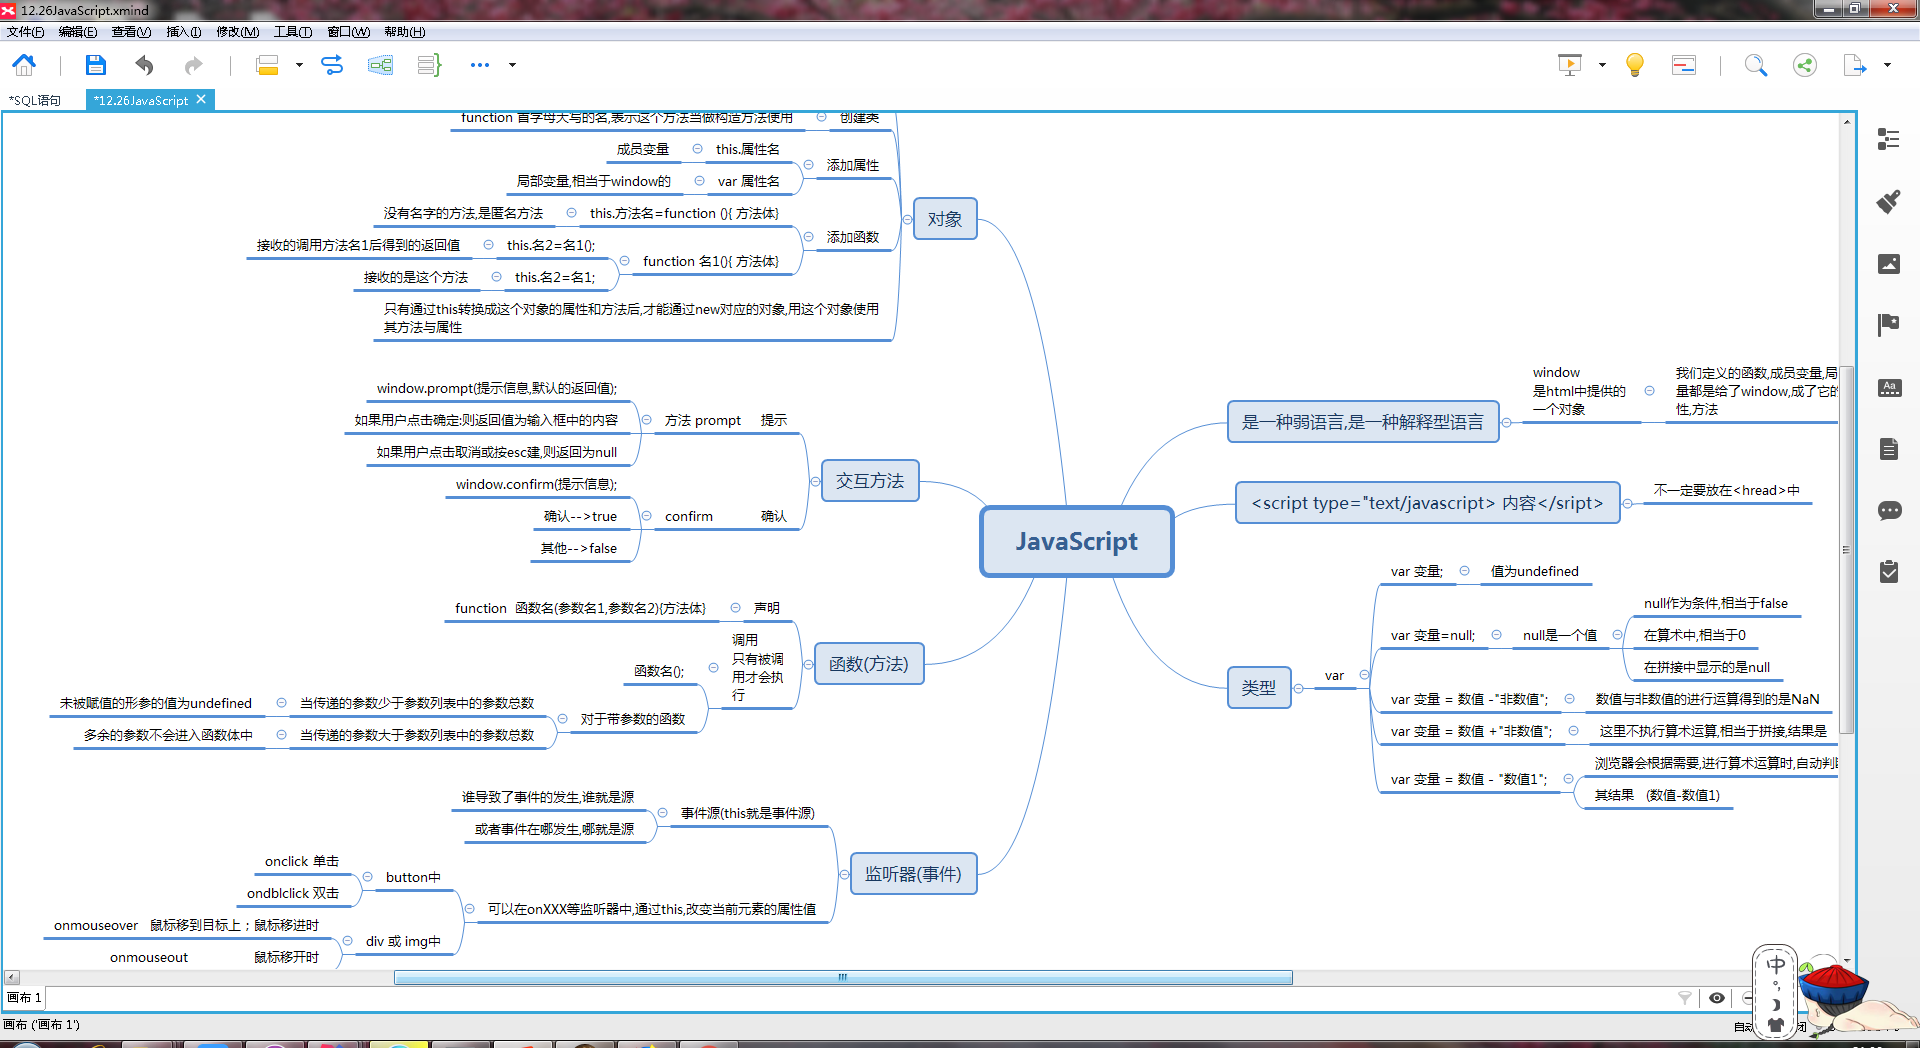 12.26JavaScript.xmind
文件(F) 编辑(E) 查看(V) 插入(I) 修改(M) 工具(T) 窗口(W) 帮助(H)
*SQL语句
*12.26JavaScript
function 首字母大写的名,表示这个方法当做构造方法使用
创建类
成员变量
this.属性名
添加属性
局部变量,相当于window的
var 属性名
没有名字的方法,是匿名方法
this.方法名=function (){ 方法体}
添加函数
接收的调用方法名1后得到的返回值
this.名2=名1();
function 名1(){ 方法体}
接收的是这个方法
this.名2=名1;
只有通过this转换成这个对象的属性和方法后,才能通过new对应的对象,用这个对象使用
其方法与属性
对象
window.prompt(提示信息,默认的返回值);
如果用户点击确定:则返回值为输入框中的内容
方法 prompt 提示
如果用户点击取消或按esc建,则返回为null
window.confirm(提示信息);
确认-->true
confirm 确认
其他-->false
交互方法
JavaScript
function 函数名(参数名1,参数名2){方法体}
声明
调用
只有被调
用才会执
行
函数名();
未被赋值的形参的值为undefined
当传递的参数少于参数列表中的参数总数
对于带参数的函数
多余的参数不会进入函数体中
当传递的参数大于参数列表中的参数总数
函数(方法)
谁导致了事件的发生,谁就是源
事件源(this就是事件源)
或者事件在哪发生,哪就是源
监听器(事件)
onclick 单击
button中
ondblclick 双击
可以在onXXX等监听器中,通过this,改变当前元素的属性值
onmouseover 鼠标移到目标上；鼠标移进时
div 或 img中
onmouseout 鼠标移开时
是一种弱语言,是一种解释型语言
window
是html中提供的
一个对象
我们定义的函数,成员变量,局
量都是给了window,成了它的
性,方法
<script type="text/javascript> 内容</sript>
不一定要放在<hread>中
类型
var
var 变量;
值为undefined
var 变量=null;
null是一个值
null作为条件,相当于false
在算术中,相当于0
在拼接中显示的是null
var 变量 = 数值 -"非数值";
数值与非数值的进行运算得到的是NaN
var 变量 = 数值 +"非数值";
这里不执行算术运算,相当于拼接,结果是
var 变量 = 数值 - "数值1";
浏览器会根据需要,进行算术运算时,自动判
其结果 (数值-数值1)
画布 1
画布 ('画布 1')
中
Aa